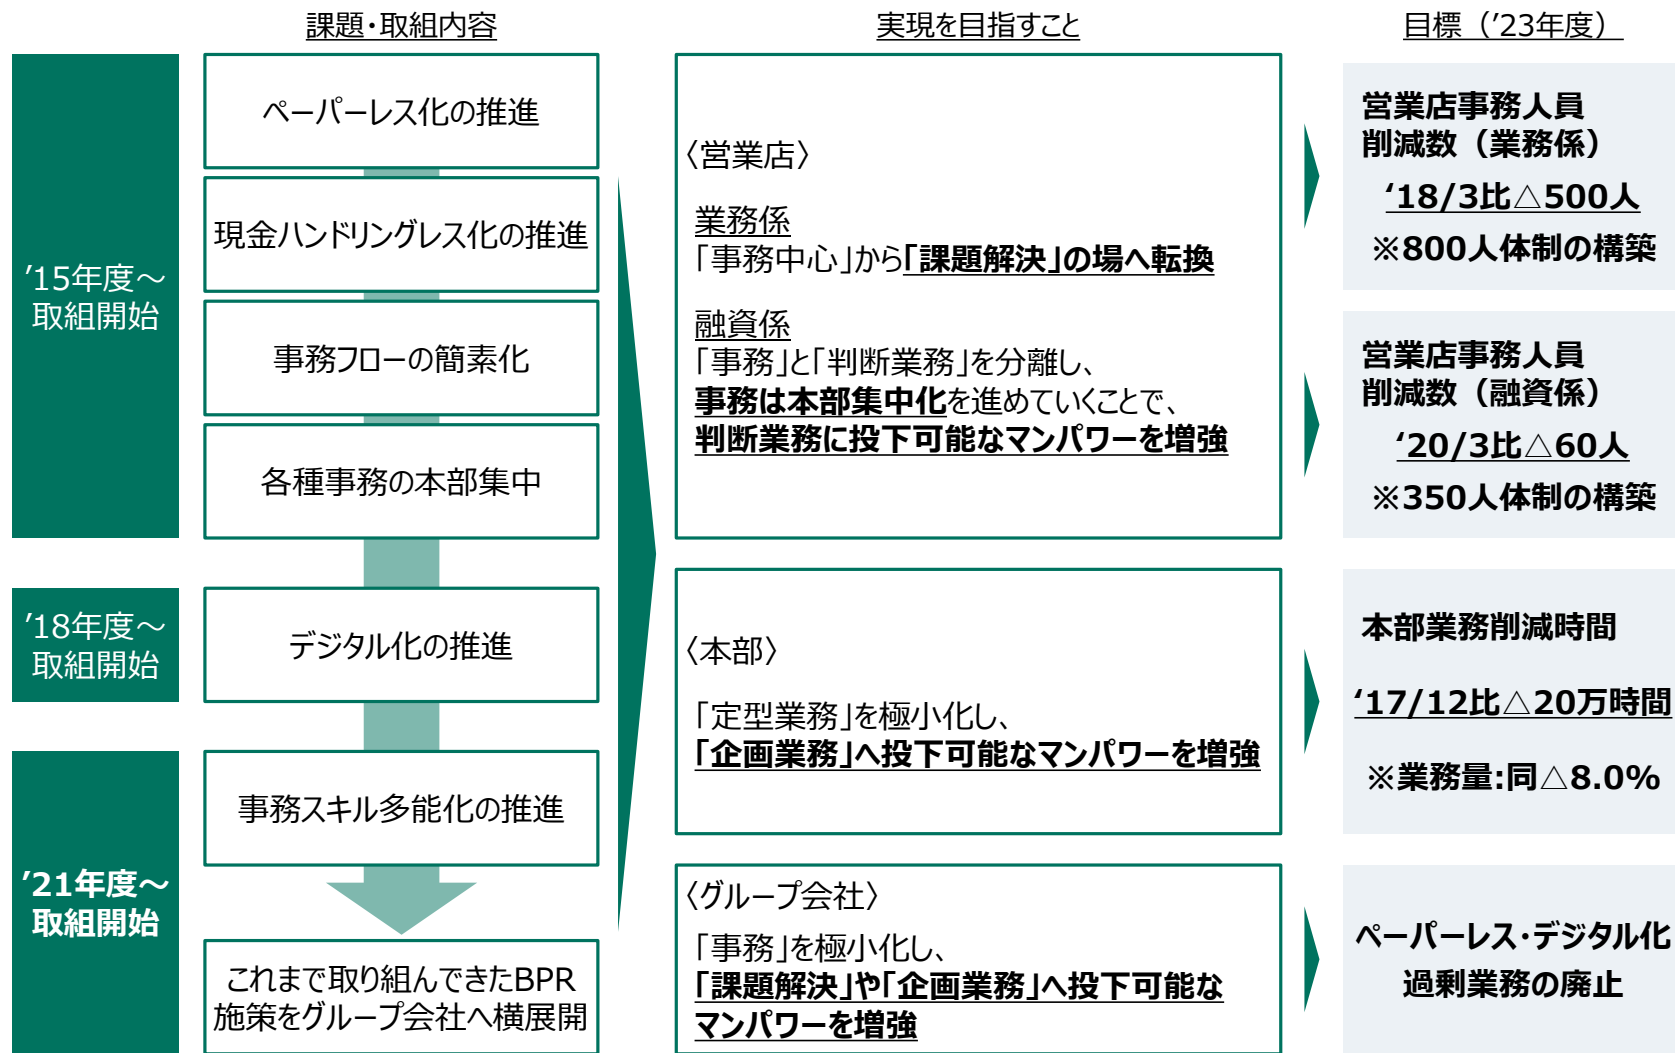 課題・取組内容
実現を目指すこと
目標（’23年度）
’15年度～
取組開始
ペーパーレス化の推進
現金ハンドリングレス化の推進
事務フローの簡素化
各種事務の本部集中
’18年度～
取組開始
デジタル化の推進
’21年度～
取組開始
事務スキル多能化の推進
これまで取り組んできたBPR
施策をグループ会社へ横展開
〈営業店〉
業務係
「事務中心」から「課題解決」の場へ転換
融資係
「事務」と「判断業務」を分離し、
事務は本部集中化を進めていくことで、
判断業務に投下可能なマンパワーを増強
〈本部〉
「定型業務」を極小化し、
「企画業務」へ投下可能なマンパワーを増強
〈グループ会社〉
「事務」を極小化し、
「課題解決」や「企画業務」へ投下可能な
マンパワーを増強
営業店事務人員
削減数（業務係）
‘18/3比△500人
※800人体制の構築
営業店事務人員
削減数（融資係）
‘20/3比△60人
※350人体制の構築
本部業務削減時間
‘17/12比△20万時間
※業務量:同△8.0%
ペーパーレス・デジタル化
過剰業務の廃止